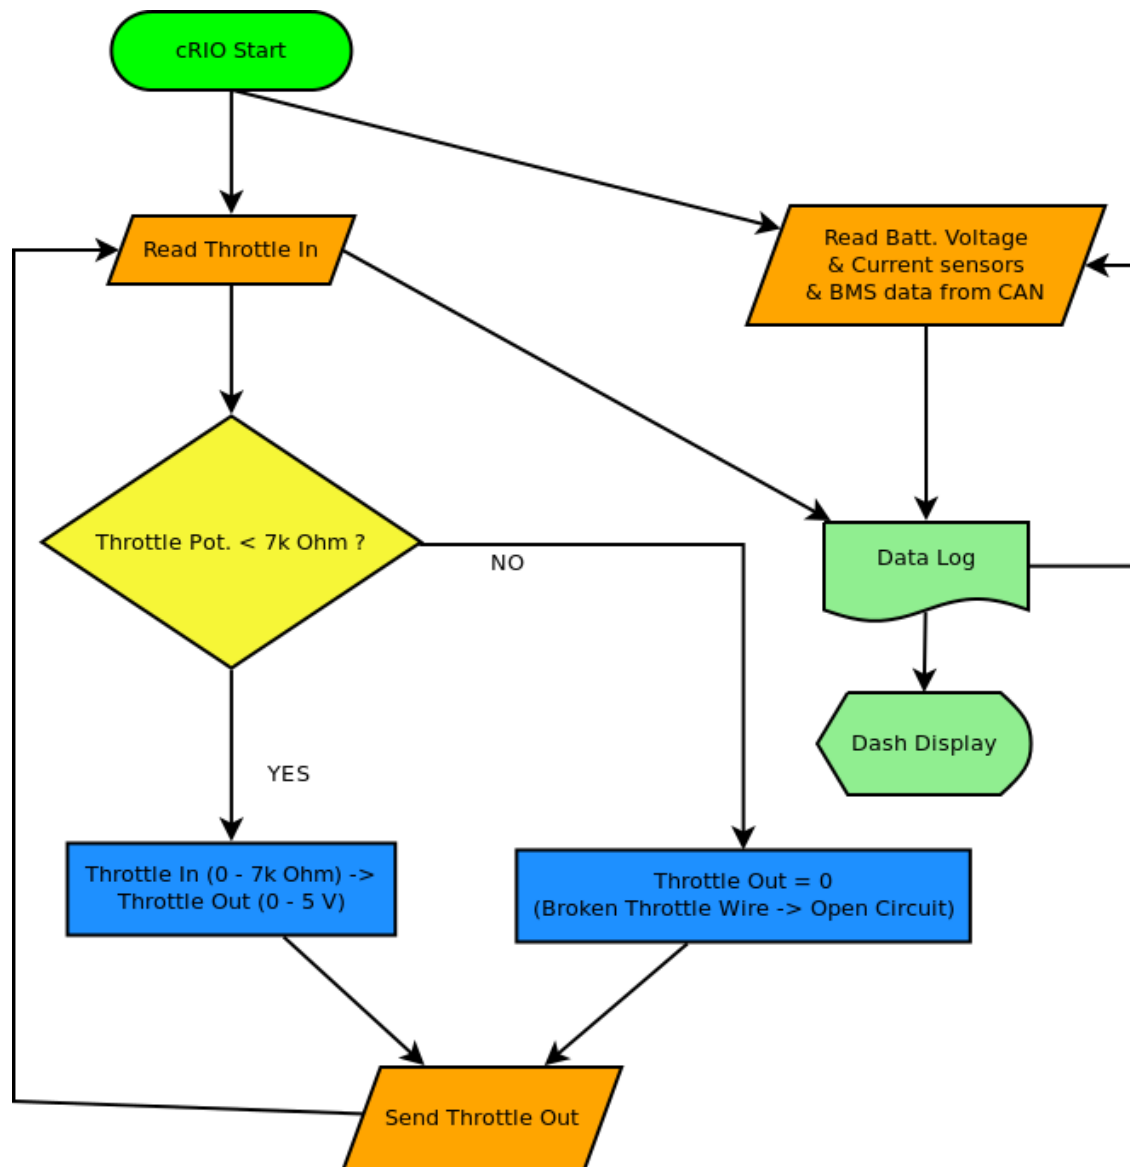 cRIO Start
Read Throttle In
Read Batt. Voltage
& Current sensors
& BMS data from CAN
Throttle Pot. < 7k Ohm ?
NO
Data Log
YES
Dash Display
Throttle In (0 - 7k Ohm) ->
Throttle Out (0 - 5 V)
Throttle Out = 0
(Broken Throttle Wire -> Open Circuit)
Send Throttle Out